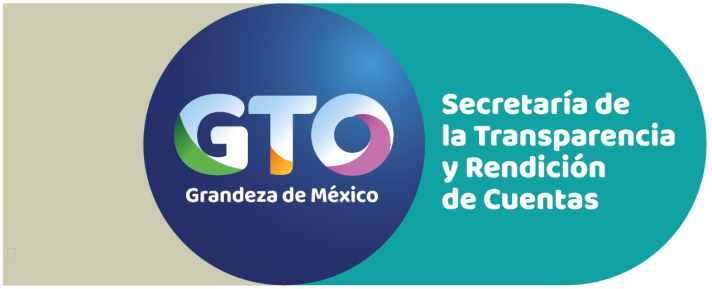 GTO
Grandeza de México
Secretaría de
la Transparencia
y Rendición
de Cuentas